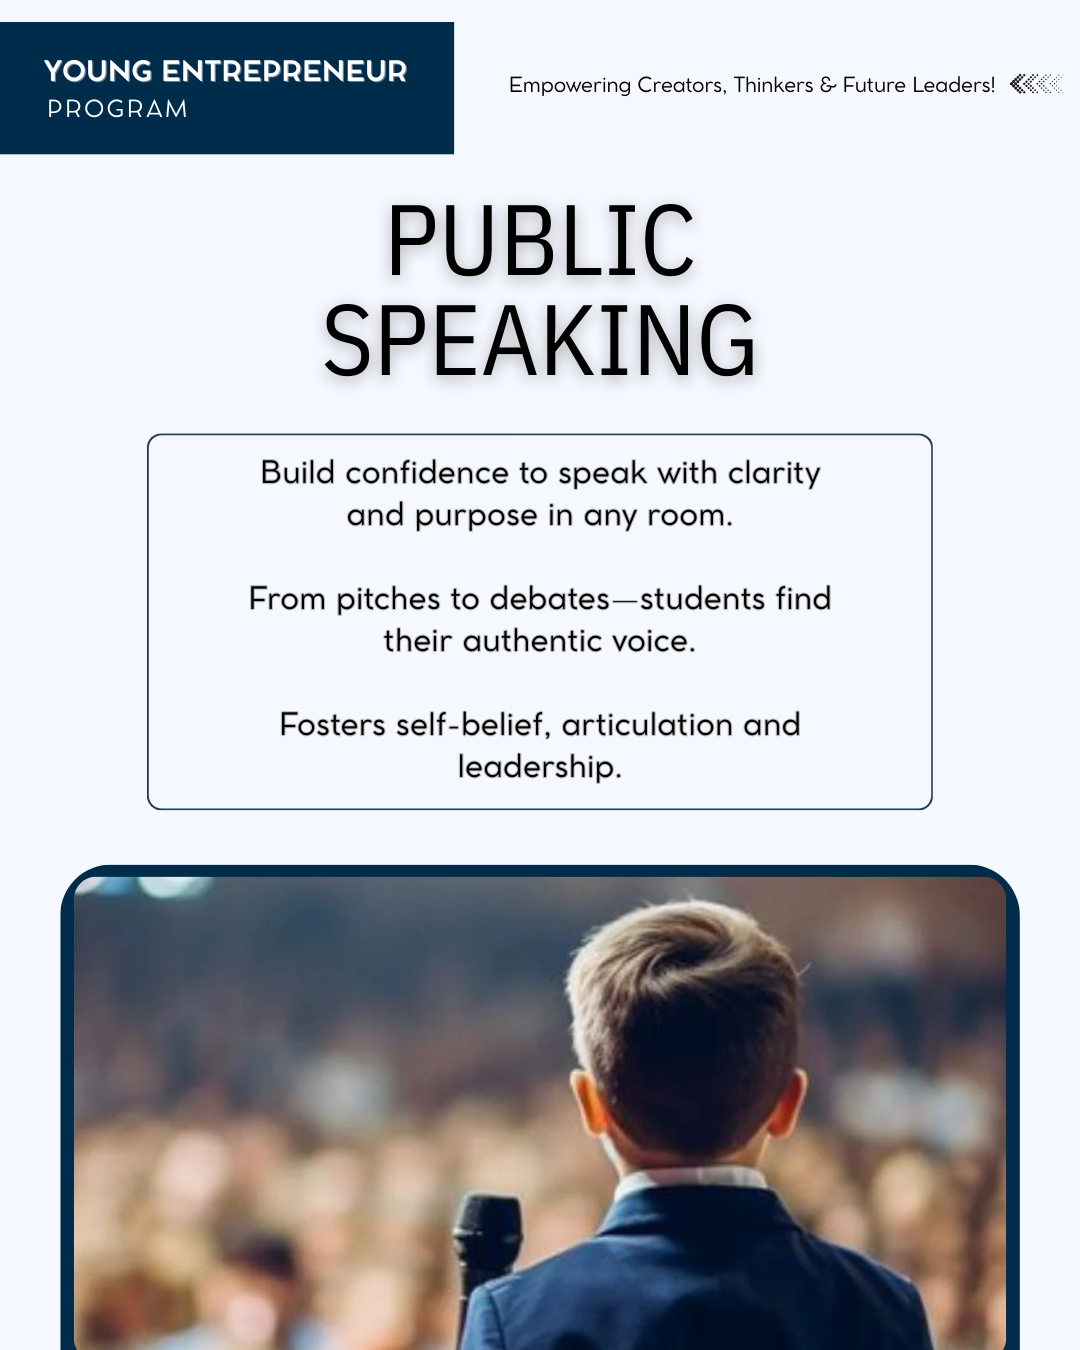 YOUNG ENTREPRENEUR
PROGRAM
Empowering Creators, Thinkers & Future Leaders!
PUBLIC
SPEAKING
Build confidence to speak with clarity
and purpose in any room.
From pitches to debates—students find
their authentic voice.
Fosters self-belief, articulation and
leadership.